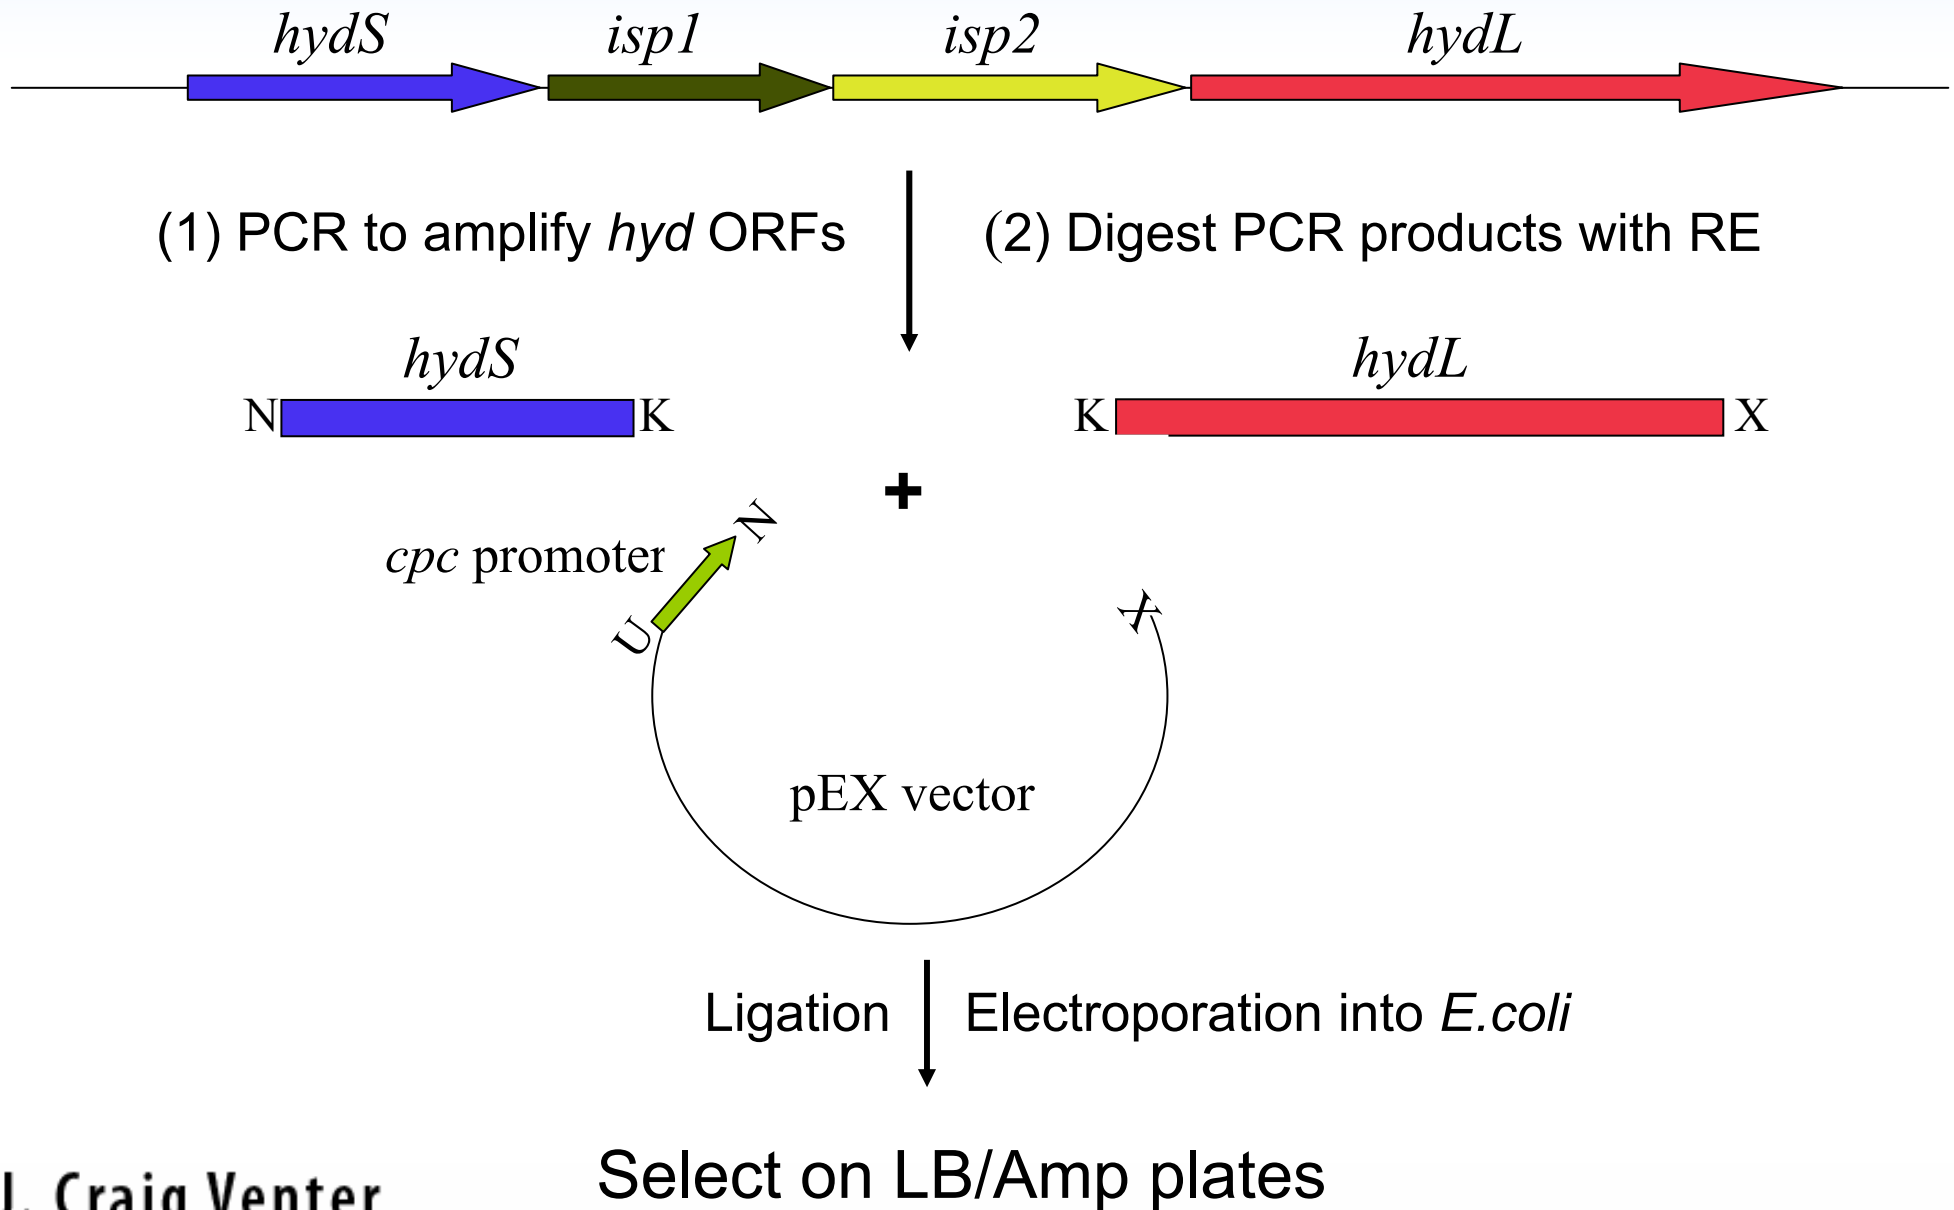 hydS isp1 isp2 hydL
(1) PCR to amplify hyd ORFs (2) Digest PCR products with RE
hydS hydL
N K K X
N
cpc promoter
U X
pEX vector
Ligation Electroporation into E.coli
Select on LB/Amp plates
J. Craig Venter